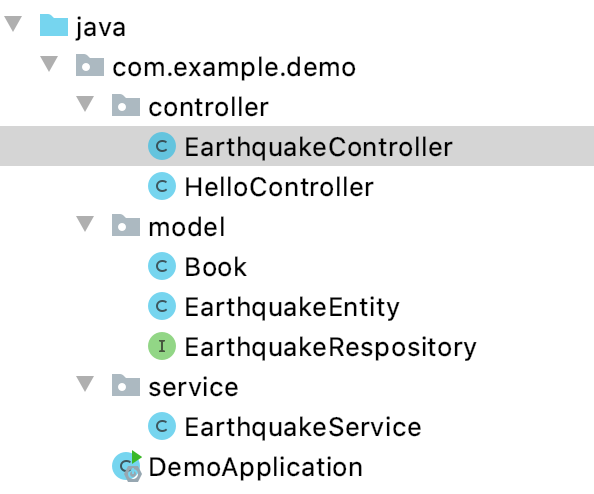 java
com.example.demo
controller
C EarthquakeController
C HelloController
model
C Book
C EarthquakeEntity
I EarthquakeRespository
service
C EarthquakeService
C DemoApplication